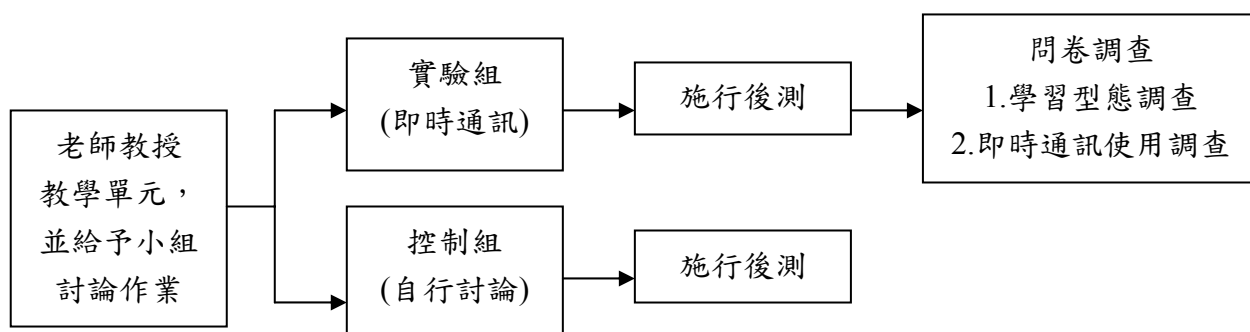 老師教授
教學單元，
並給予小組
討論作業
實驗組
(即時通訊)
施行後測
問卷調查
1.學習型態調查
2.即時通訊使用調查
控制組
(自行討論)
施行後測